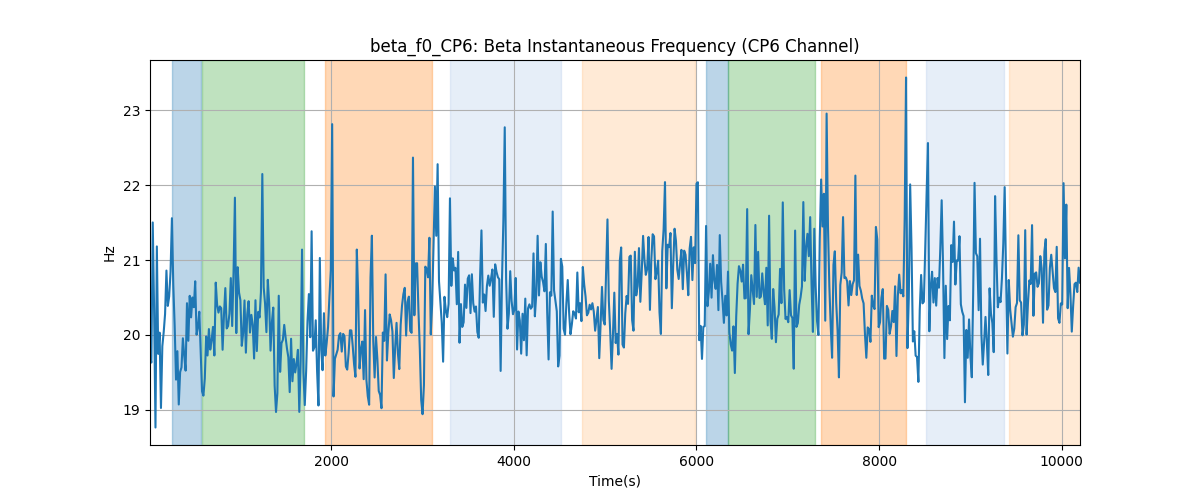 beta_f0_CP6: Beta Instantaneous Frequency (CP6 Channel)
23
22
21
20
19
Hz
2000 4000 6000 8000 10000
Time(s)